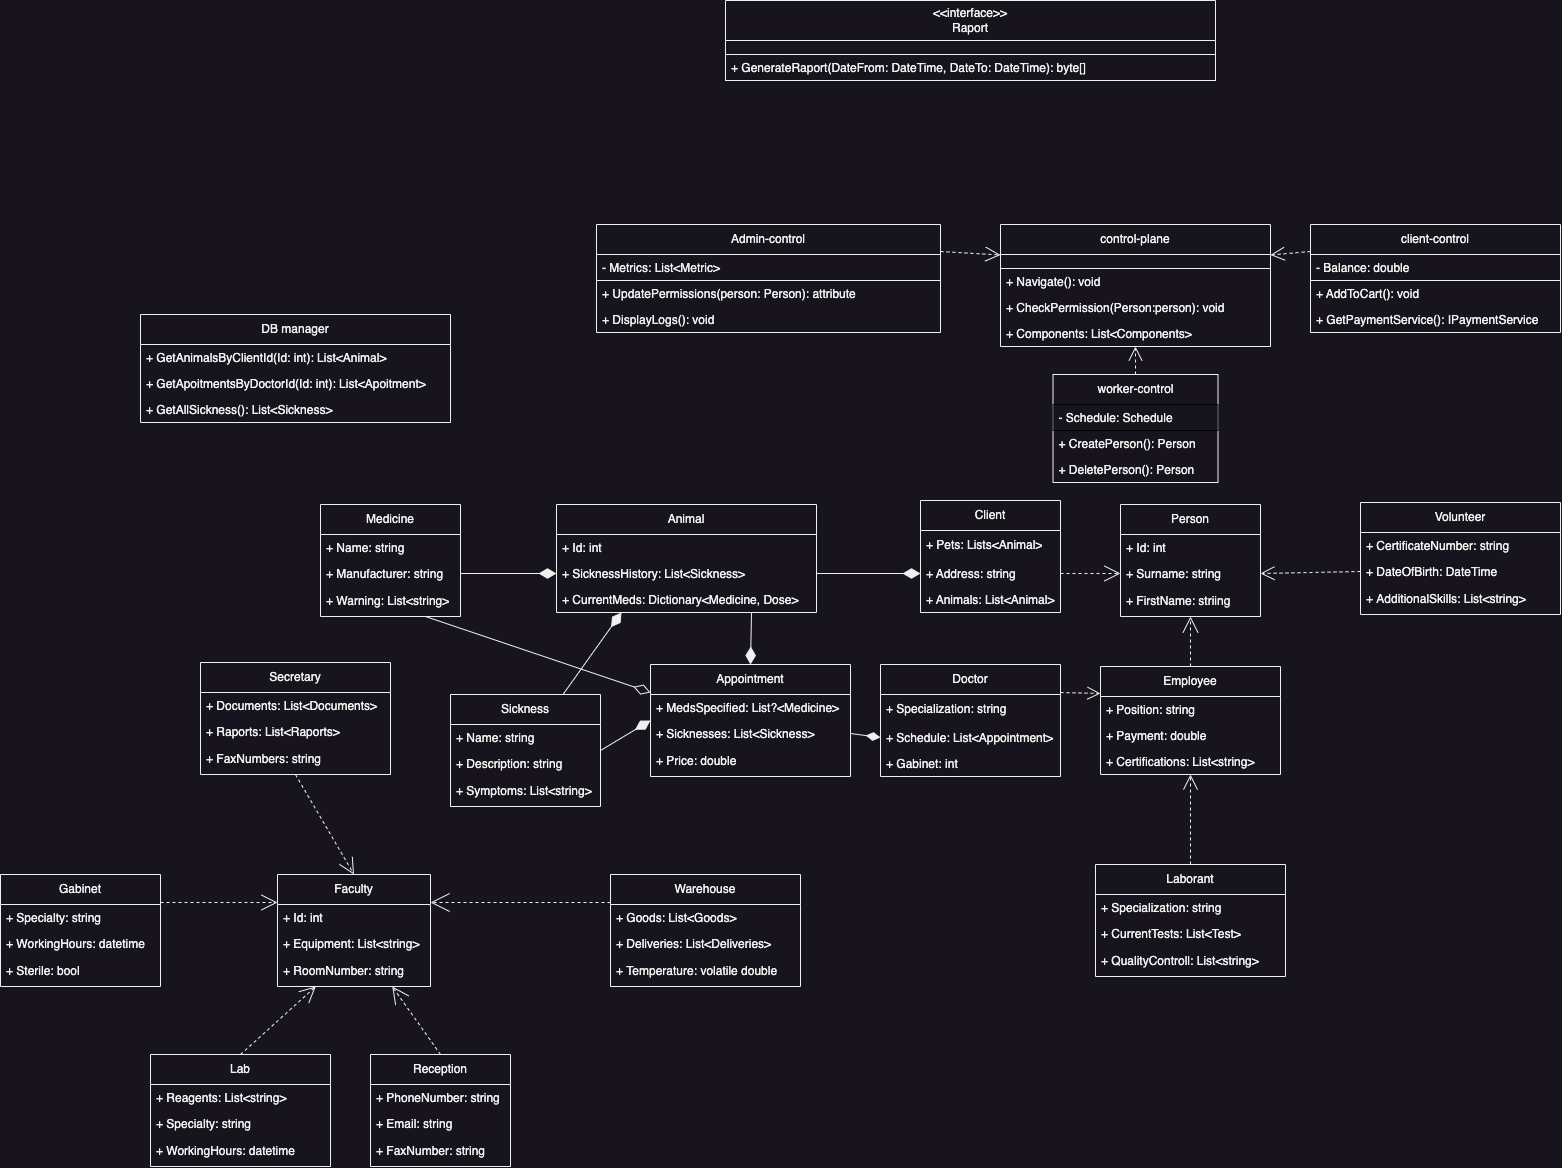 <<interface>>
Raport
+ GenerateRaport(DateFrom: DateTime, DateTo: DateTime): byte[]
Admin-control
- Metrics: List<Metric>
+ UpdatePermissions(person: Person): attribute
+ DisplayLogs(): void
control-plane
+ Navigate(): void
+ CheckPermission(Person:person): void
+ Components: List<Components>
client-control
- Balance: double
+ AddToCart(): void
+ GetPaymentService(): IPaymentService
DB manager
+ GetAnimalsByClientId(Id: int): List<Animal>
+ GetApoitmentsByDoctorId(Id: int): List<Apoitment>
+ GetAllSickness(): List<Sickness>
worker-control
- Schedule: Schedule
+ CreatePerson(): Person
+ DeletePerson(): Person
Medicine
+ Name: string
+ Manufacturer: string
+ Warning: List<string>
Animal
+ Id: int
+ SicknessHistory: List<Sickness>
+ CurrentMeds: Dictionary<Medicine, Dose>
Client
+ Pets: Lists<Animal>
+ Address: string
+ Animals: List<Animal>
Person
+ Id: int
+ Surname: string
+ FirstName: striing
Volunteer
+ CertificateNumber: string
+ DateOfBirth: DateTime
+ AdditionalSkills: List<string>
Secretary
+ Documents: List<Documents>
+ Raports: List<Raports>
+ FaxNumbers: string
Sickness
+ Name: string
+ Description: string
+ Symptoms: List<string>
Appointment
+ MedsSpecified: List?<Medicine>
+ Sicknesses: List<Sickness>
+ Price: double
Doctor
+ Specialization: string
+ Schedule: List<Appointment>
+ Gabinet: int
Employee
+ Position: string
+ Payment: double
+ Certifications: List<string>
Gabinet
+ Specialty: string
+ WorkingHours: datetime
+ Sterile: bool
Faculty
+ Id: int
+ Equipment: List<string>
+ RoomNumber: string
Warehouse
+ Goods: List<Goods>
+ Deliveries: List<Deliveries>
+ Temperature: volatile double
Laborant
+ Specialization: string
+ CurrentTests: List<Test>
+ QualityControll: List<string>
Lab
+ Reagents: List<string>
+ Specialty: string
+ WorkingHours: datetime
Reception
+ PhoneNumber: string
+ Email: string
+ FaxNumber: string